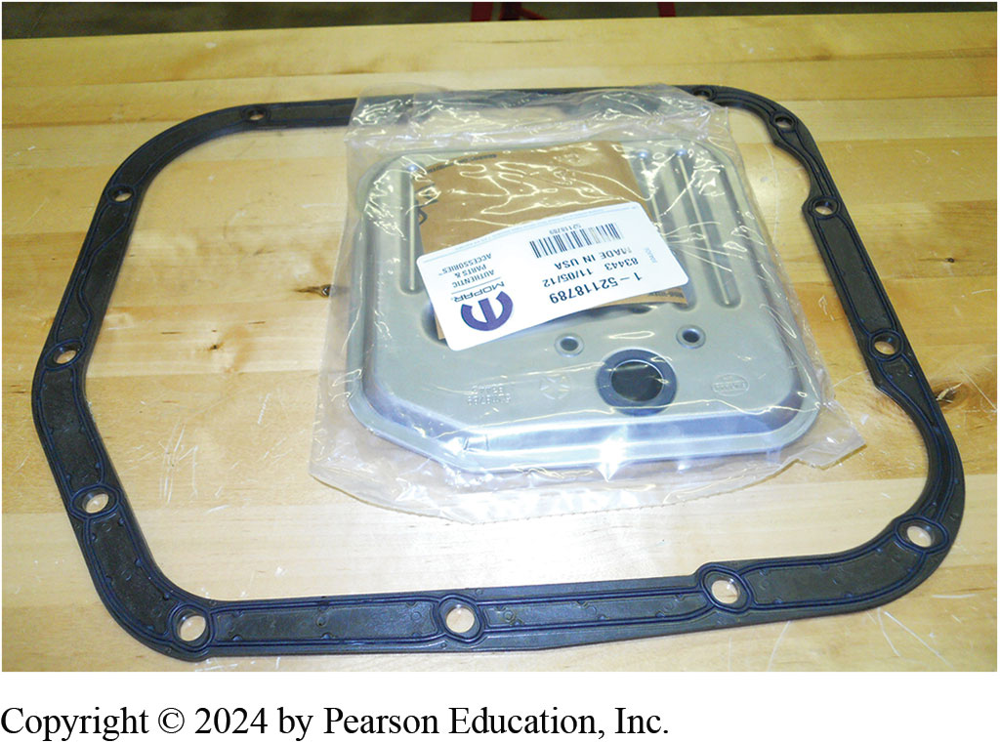 1-52118789
83443 11/05/12
MADE IN USA
52118789
MOPAR
AUTHENTIC
PARTS &
ACCESSORIES
Copyright © 2024 by Pearson Education, Inc.